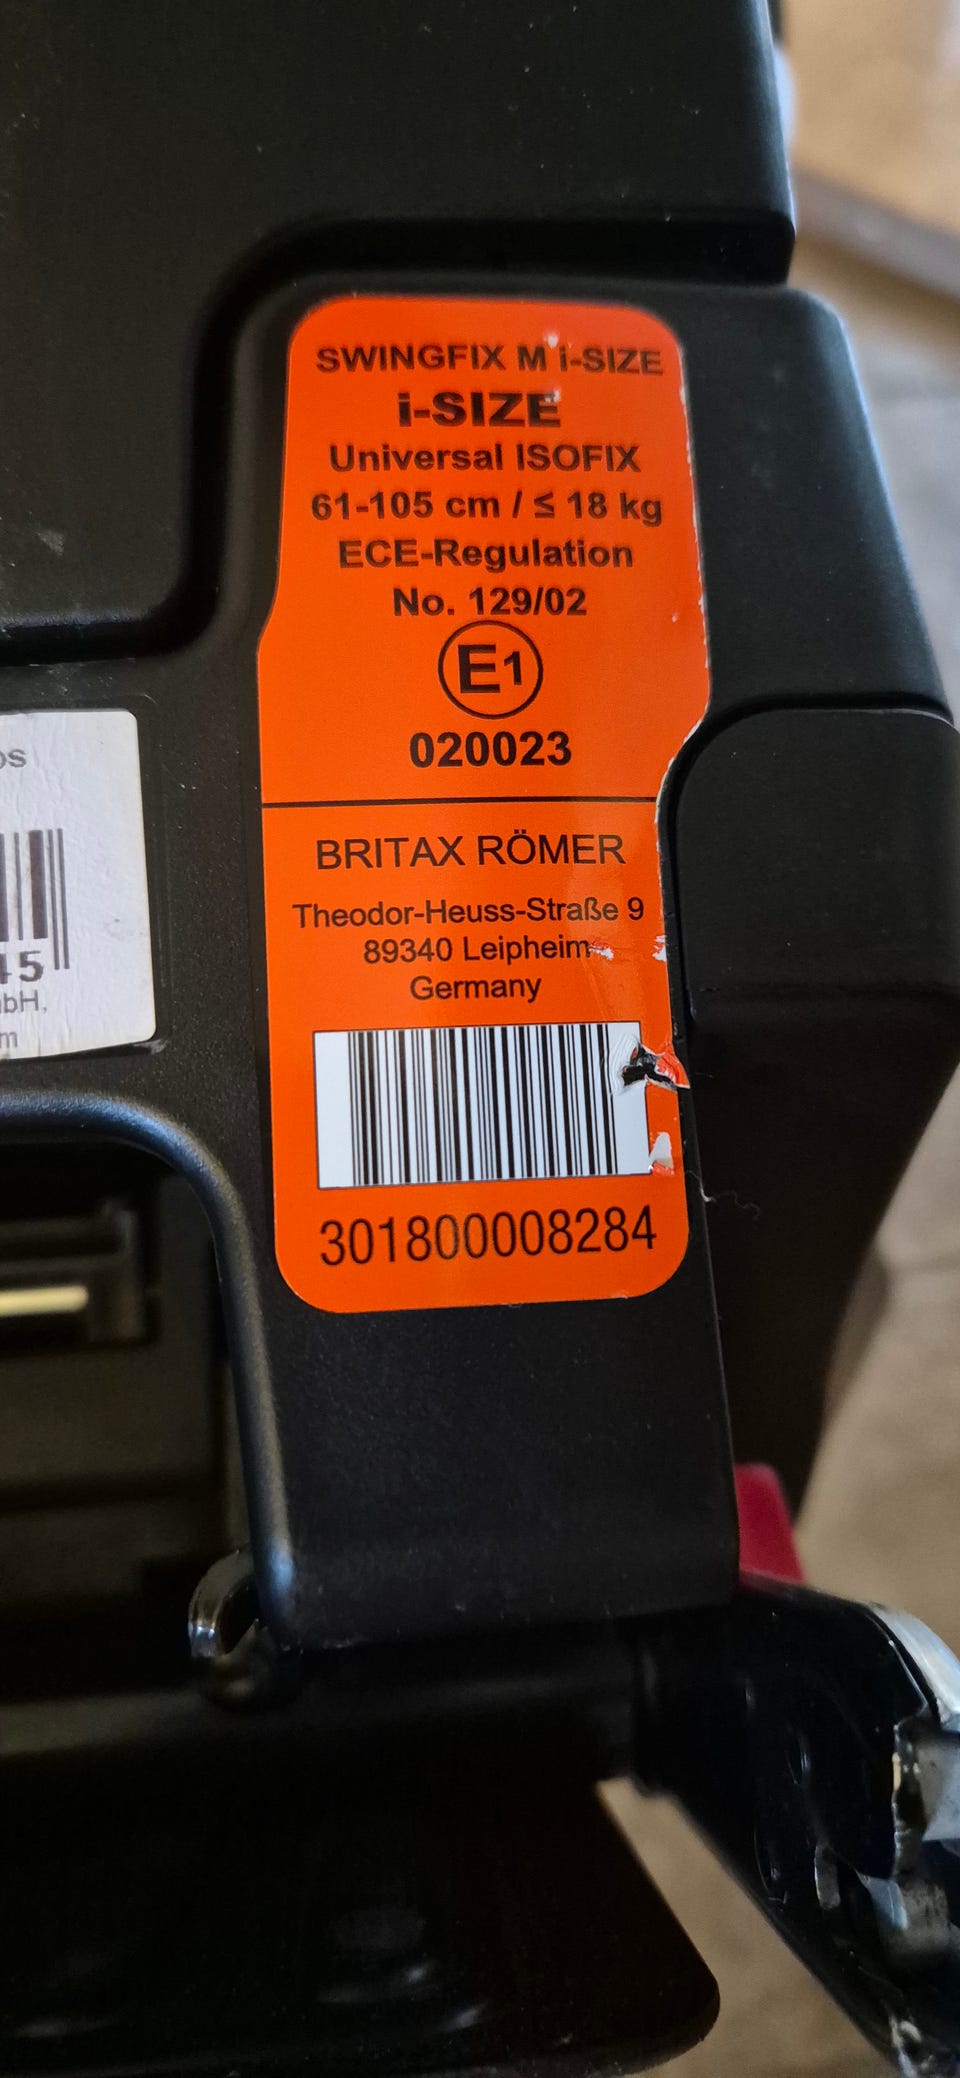 SWINGFIX M i-SIZE
i-SIZE
Universal ISOFIX
61-105 cm / ≤ 18 kg
ECE-Regulation
No. 129/02
E1
020023
BRITAX RÖMER
Theodor-Heuss-Straße 9
89340 Leipheim
Germany
301800008284
45